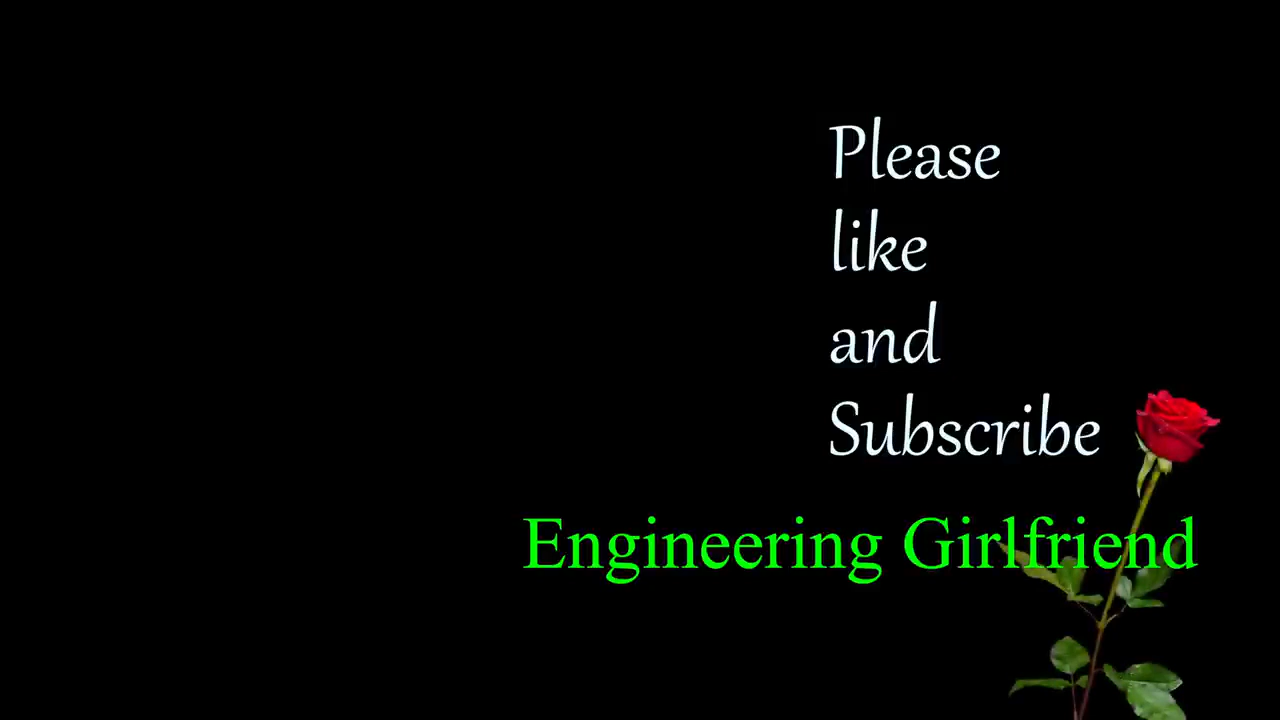 Please
like
and
Subscribe
Engineering Girlfriend